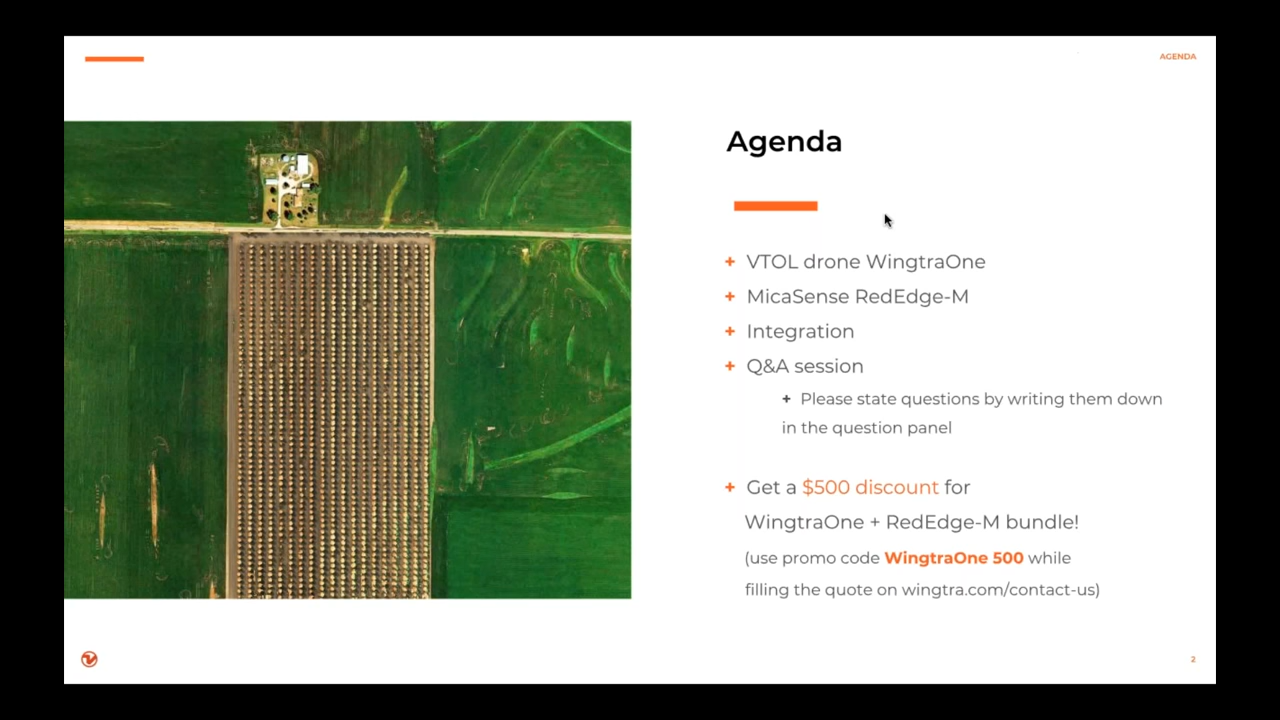 AGENDA
Agenda
+ VTOL drone WingtraOne
+ MicaSense RedEdge-M
+ Integration
+ Q&A session
+ Please state questions by writing them down
in the question panel
+ Get a $500 discount for
WingtraOne + RedEdge-M bundle!
(use promo code WingtraOne 500 while
filling the quote on wingtra.com/contact-us)
2